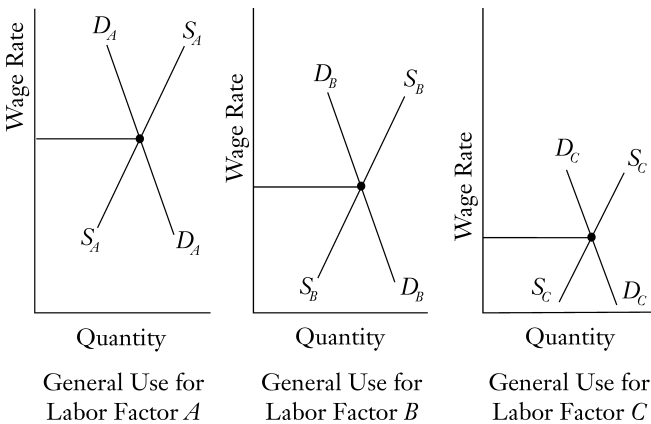 Wage Rate
D_A
S_A
S_A
D_A
Quantity
General Use for
Labor Factor A
Wage Rate
D_B
S_B
S_B
D_B
Quantity
General Use for
Labor Factor B
Wage Rate
D_C
S_C
S_C
D_C
Quantity
General Use for
Labor Factor C